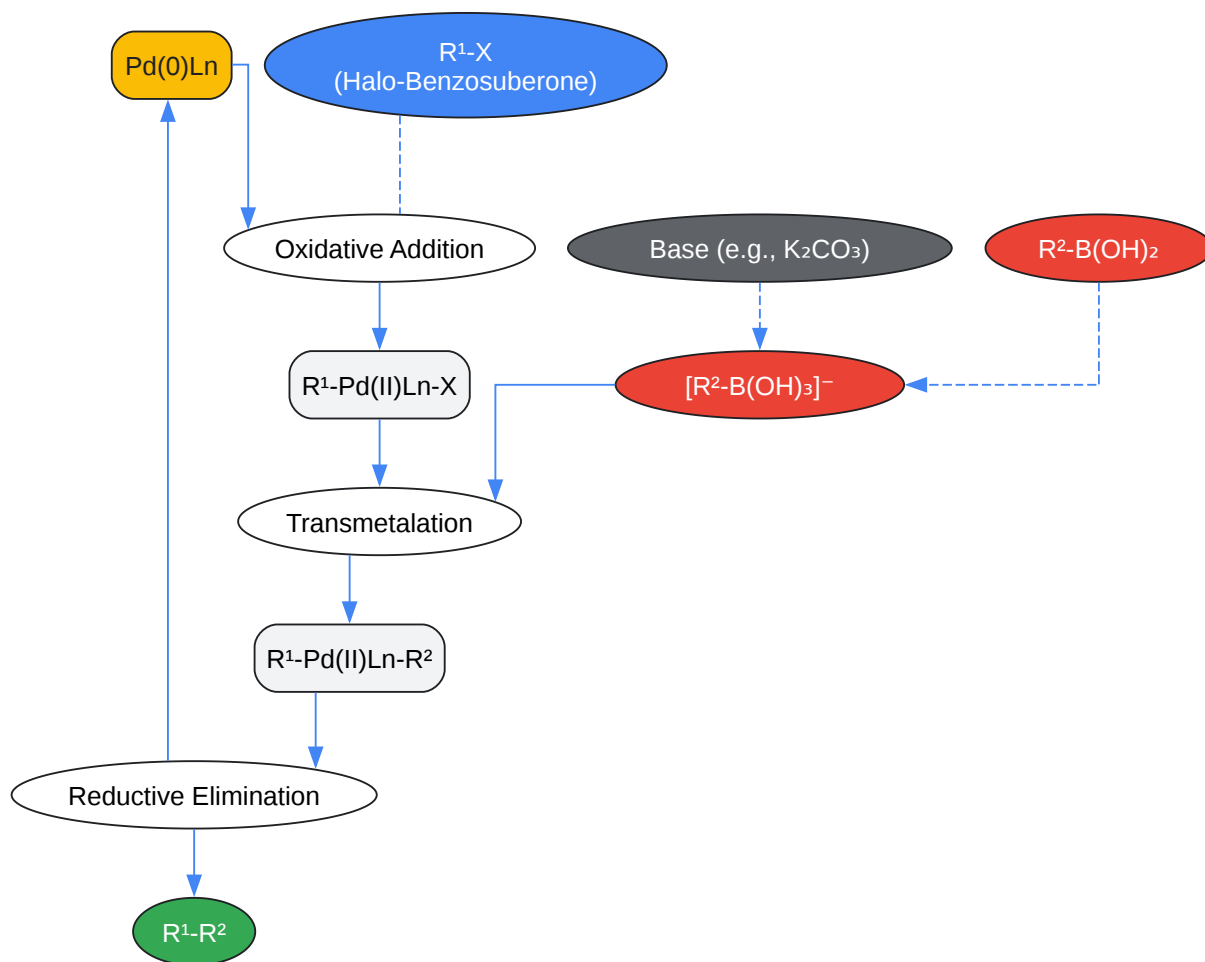 R¹-X
(Halo-Benzosuberone)
Pd(0)Ln
Oxidative Addition
Base (e.g., K₂CO₃)
R²-B(OH)₂
R¹-Pd(II)Ln-X
[R²-B(OH)₃]⁻
Transmetalation
R¹-Pd(II)Ln-R²
Reductive Elimination
R¹-R²